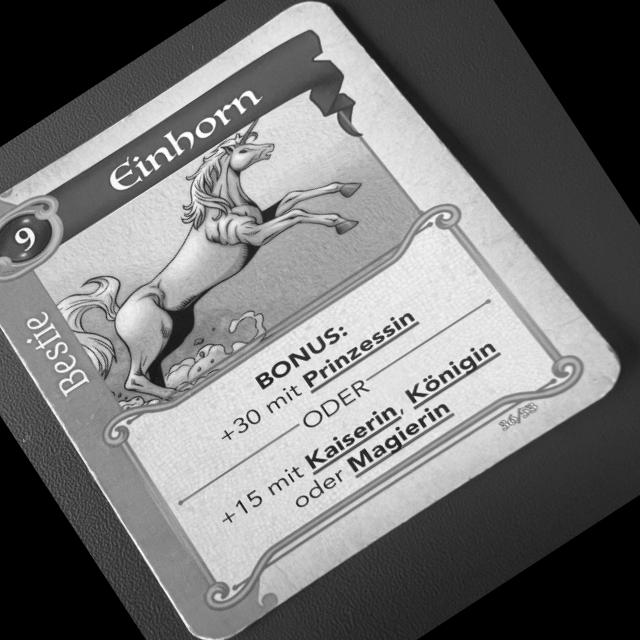 Einhorn
9
Bestie
BONUS:
+30 mit Prinzessin
ODER
+15 mit Kaiserin, Königin
oder Magierin